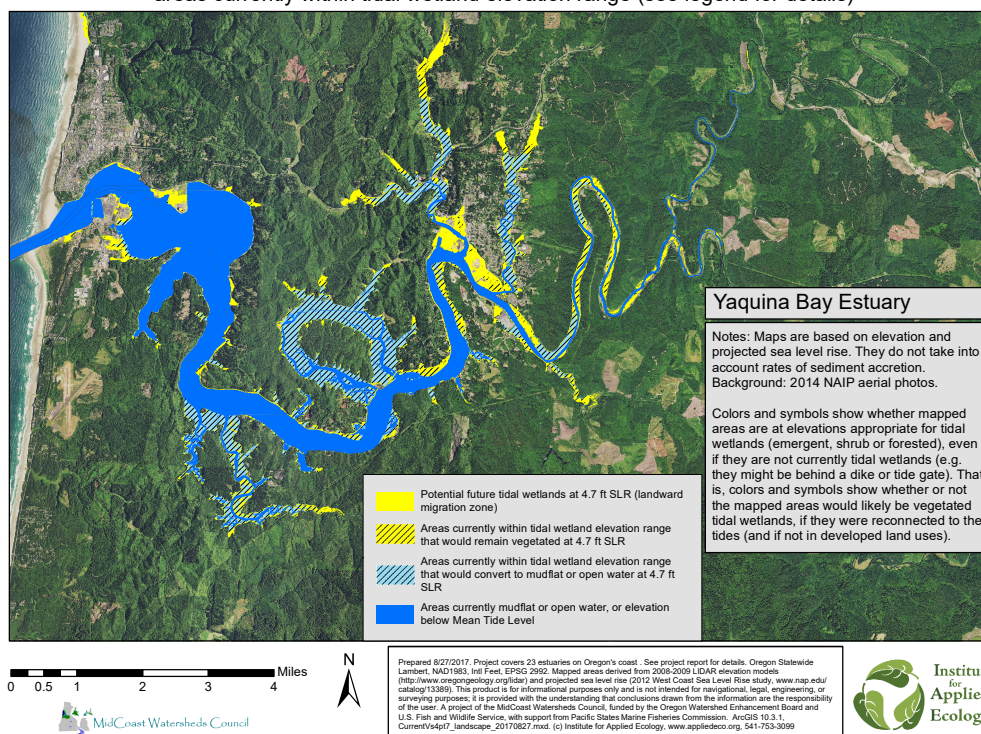 areas currently within tidal wetland elevation range (see legend for details)
Yaquina Bay Estuary
Notes: Maps are based on elevation and
projected sea level rise. They do not take into
account rates of sediment accretion.
Background: 2014 NAIP aerial photos.
Colors and symbols show whether mapped
areas are at elevations appropriate for tidal
wetlands (emergent, shrub or forested), even
if they are not currently tidal wetlands (e.g.
they might be behind a dike or tide gate). That
is, colors and symbols show whether or not
the mapped areas would likely be vegetated
tidal wetlands, if they were reconnected to the
tides (and if not in developed land uses).
Potential future tidal wetlands at 4.7 ft SLR (landward
migration zone)
Areas currently within tidal wetland elevation range
that would remain vegetated at 4.7 ft SLR
Areas currently within tidal wetland elevation range
that would convert to mudflat or open water at 4.7 ft
SLR
Areas currently mudflat or open water, or elevation
below Mean Tide Level
Miles
0 0.5 1 2 3 4
N
MidCoast Watersheds Council
Prepared 8/27/2017. Project covers 23 estuaries on Oregon's coast . See project report for details. Oregon Statewide
Lambert, NAD1983, Intl Feet, EPSG 2992. Mapped areas derived from 2008-2009 LIDAR elevation models
(http://www.oregongeology.org/lidar) and projected sea level rise (2012 West Coast Sea Level Rise study, www.nap.edu/
catalog/13389). This product is for informational purposes only and is not intended for navigational, legal, engineering, or
surveying purposes; it is provided with the understanding that conclusions drawn from the information are the responsibility
of the user. A project of the MidCoast Watersheds Council, funded by the Oregon Watershed Enhancement Board and
U.S. Fish and Wildlife Service, with support from Pacific States Marine Fisheries Commission. ArcGIS 10.3.1,
CurrentVs4pt7_landscape_20170827.mxd. (c) Institute for Applied Ecology, www.appliedeco.org, 541-753-3099
Institu
for
Applie
Ecolog